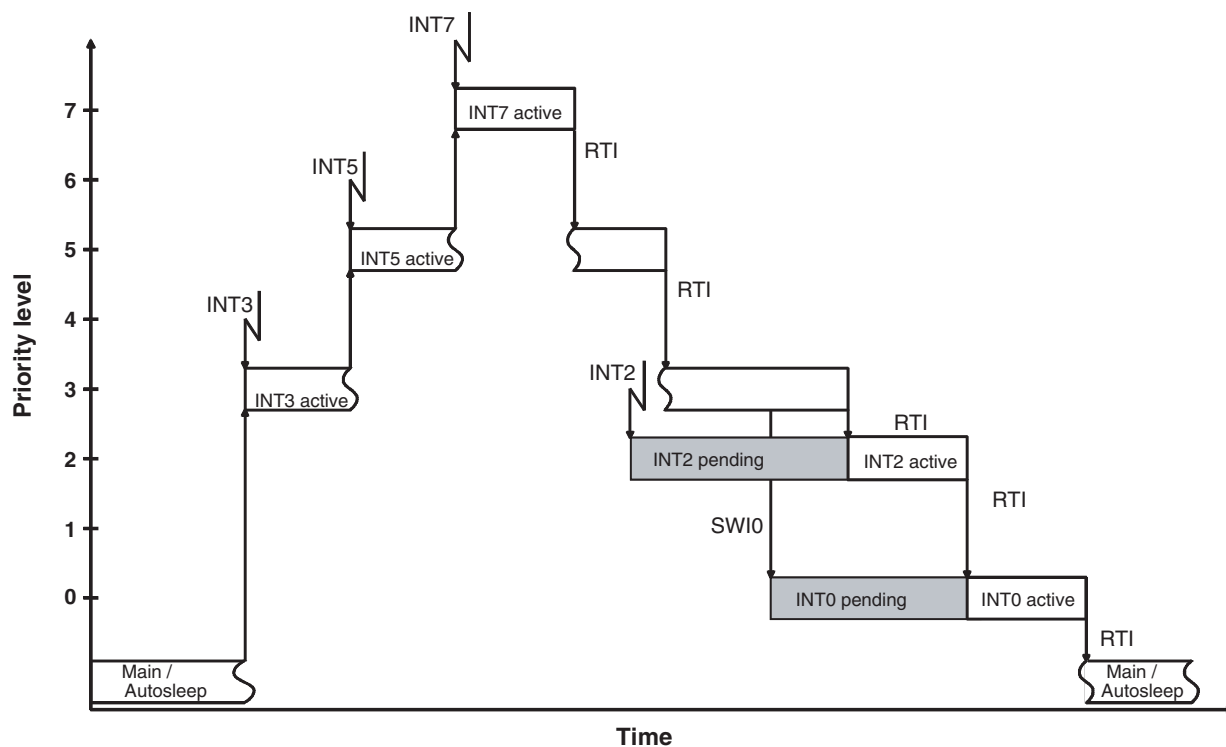 INT7
7
INT7 active
RTI
INT5
6
5
INT5 active
RTI
INT3
4
INT2
3
INT3 active
RTI
2
INT2 pending
INT2 active
RTI
1
SWI0
0
INT0 pending
INT0 active
RTI
Main /
Autosleep
Main /
Autosleep
Priority level
Time